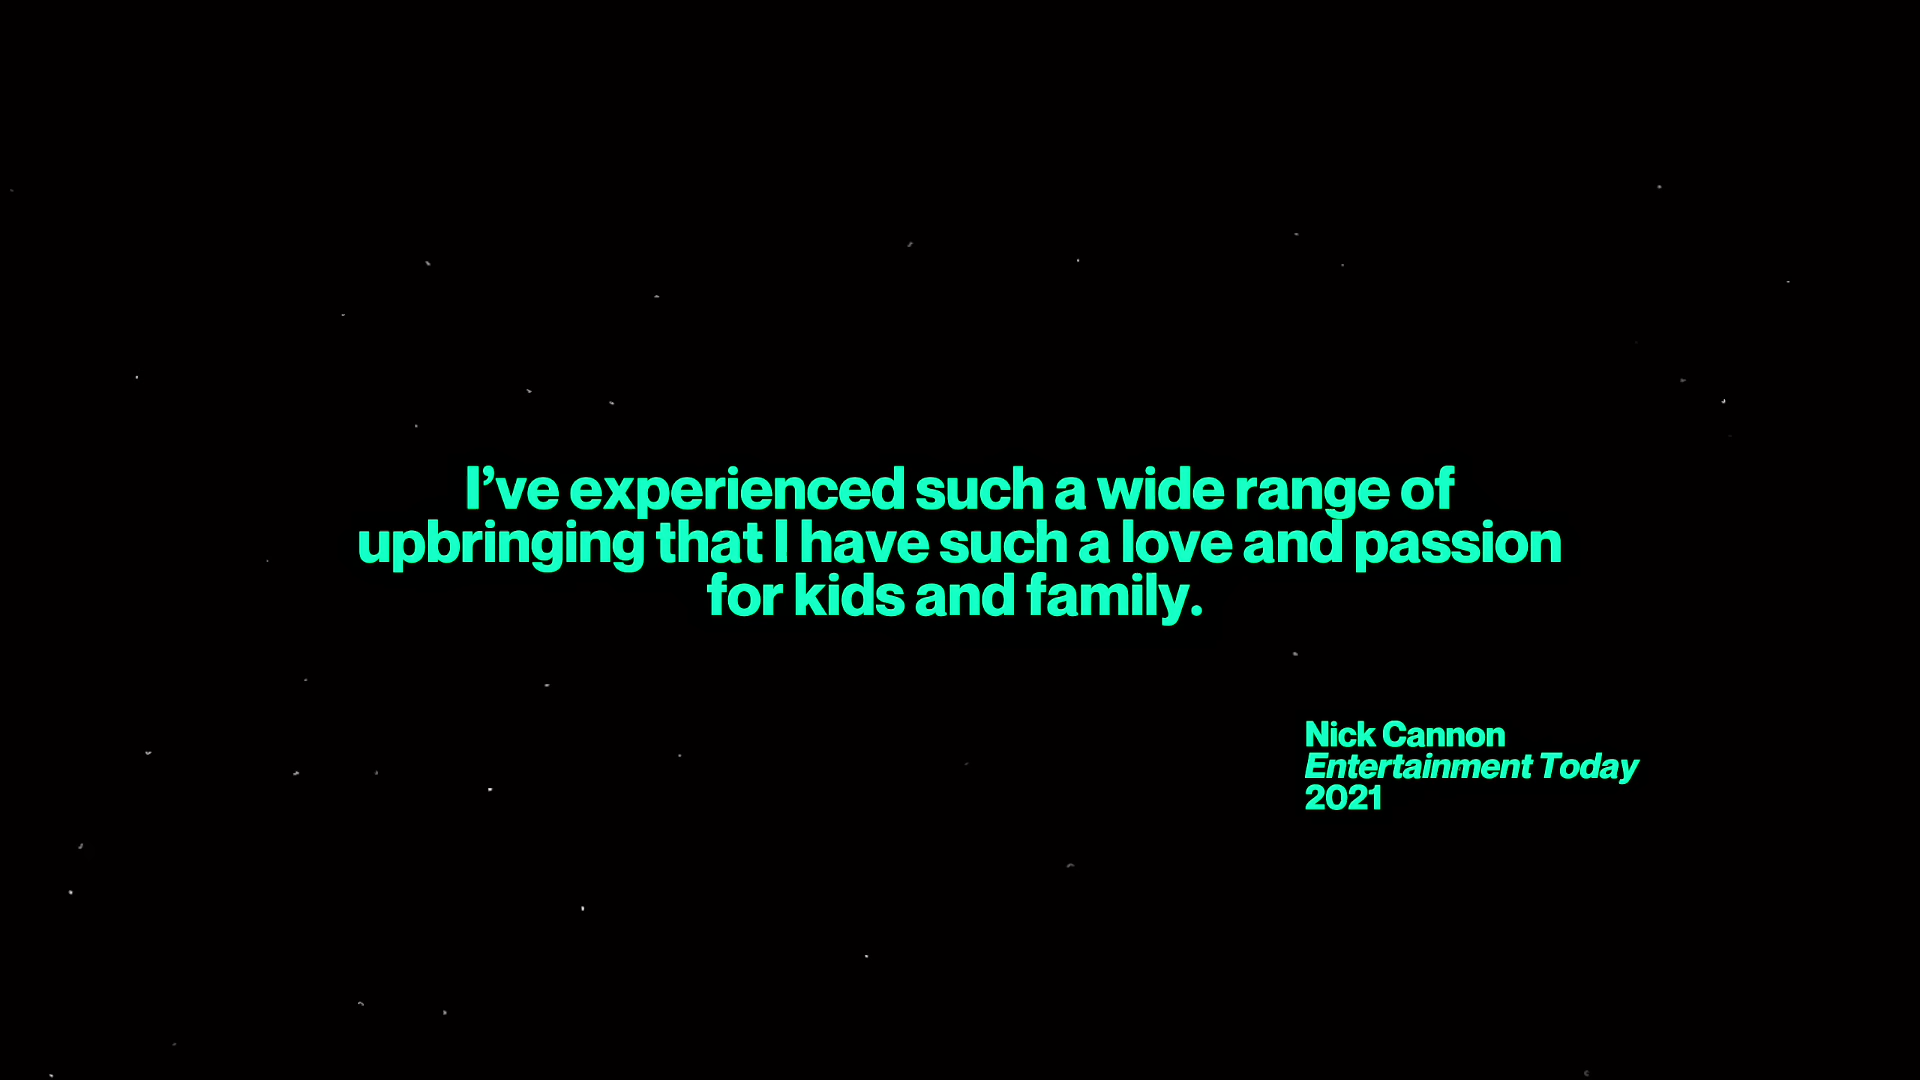 I’ve experienced such a wide range of
upbringing that I have such a love and passion
for kids and family.
Nick Cannon
Entertainment Today
2021